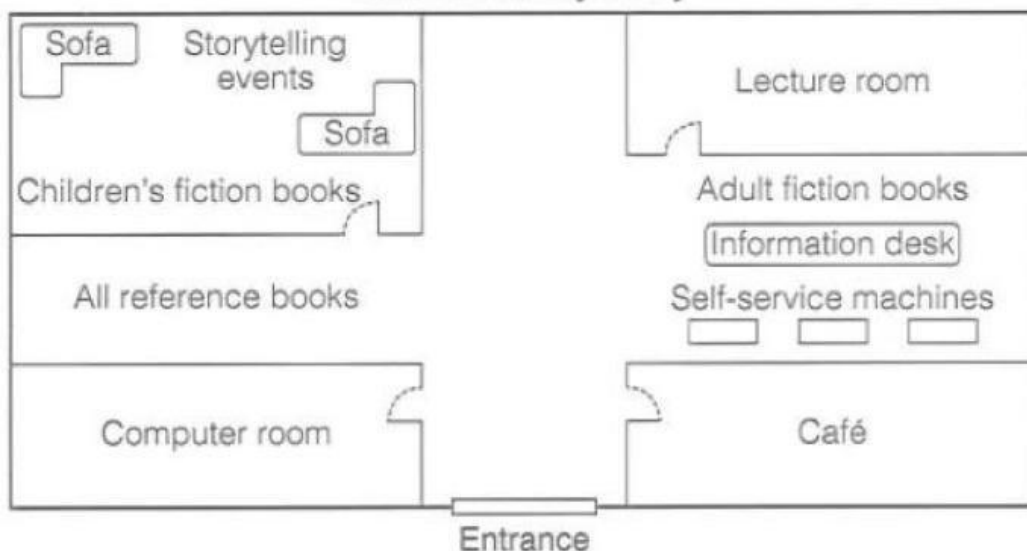 Sofa
Storytelling
events
Sofa
Children's fiction books
All reference books
Computer room
Lecture room
Adult fiction books
Information desk
Self-service machines
Café
Entrance